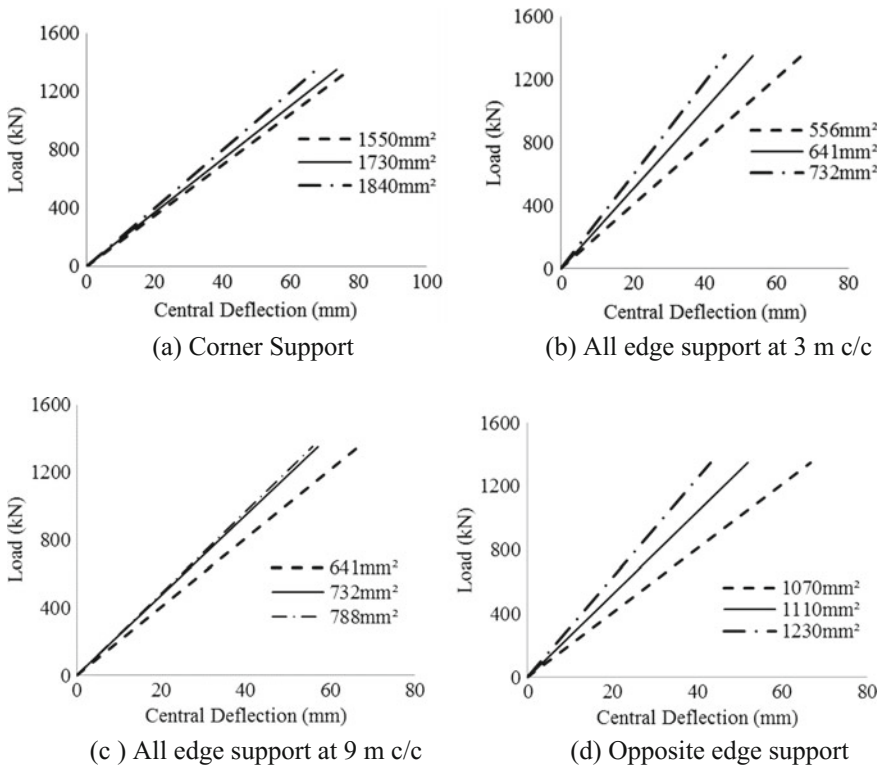 1600
1200
800
400
0
Load (kN)
1550mm²
1730mm²
1840mm²
0 20 40 60 80 100
Central Deflection (mm)
(a) Corner Support
1600
1200
800
400
0
Load (kN)
556mm²
641mm²
732mm²
0 20 40 60 80
Central Deflection (mm)
(b) All edge support at 3 m c/c
1600
1200
800
400
0
Load (kN)
641mm²
732mm²
788mm²
0 20 40 60 80
Central Deflection (mm)
(c ) All edge support at 9 m c/c
1600
1200
800
400
0
Load (kN)
1070mm²
1110mm²
1230mm²
0 20 40 60 80
Central Deflection (mm)
(d) Opposite edge support